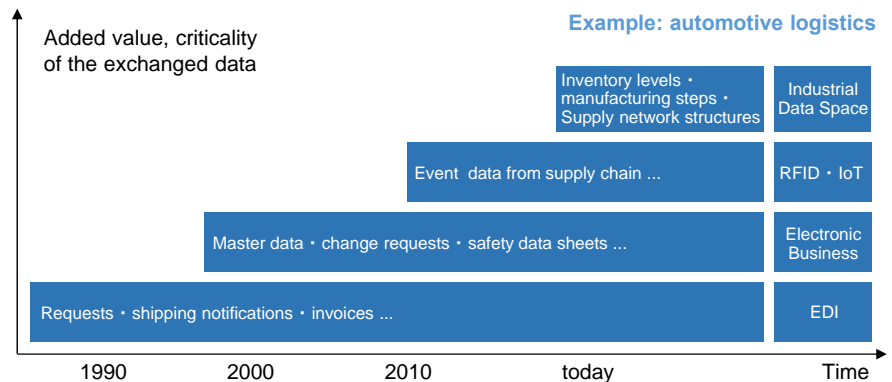 Example: automotive logistics
Added value, criticality
of the exchanged data
Inventory levels ・
manufacturing steps ・
Supply network structures
Industrial
Data Space
Event data from supply chain ...
RFID ・ IoT
Master data ・ change requests ・ safety data sheets ...
Electronic
Business
Requests ・ shipping notifications ・ invoices ...
EDI
1990
2000
2010
today
Time